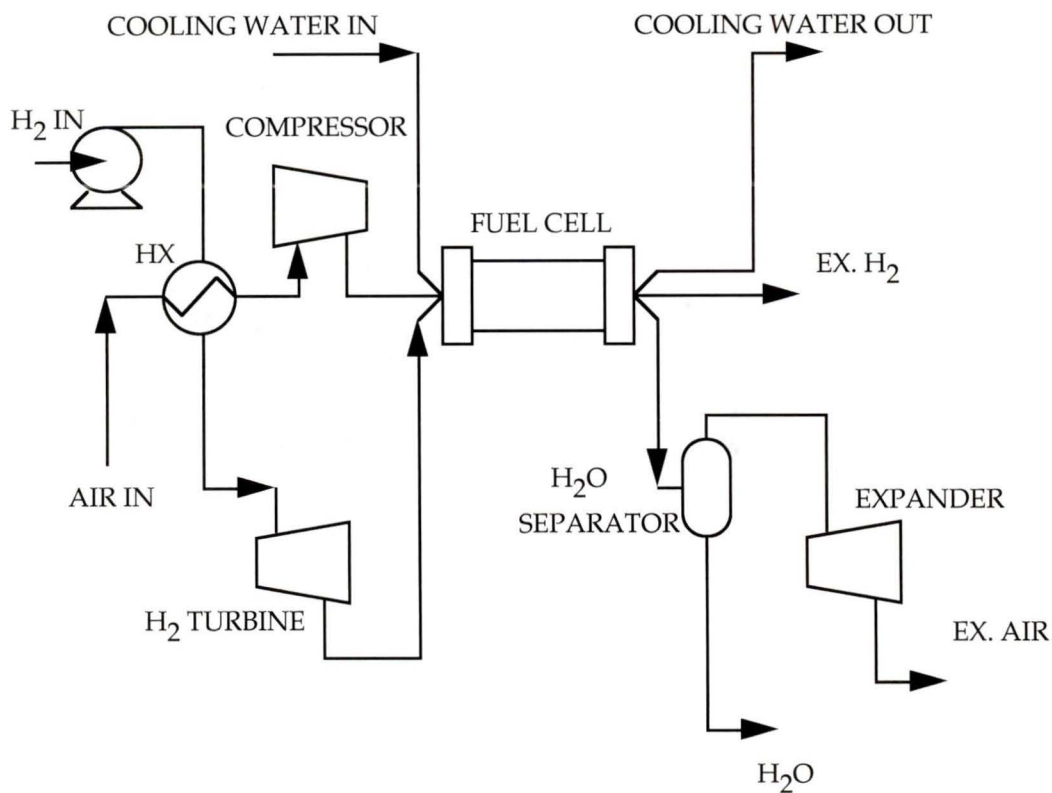 COOLING WATER IN
COOLING WATER OUT
H2 IN
COMPRESSOR
FUEL CELL
HX
EX. H2
AIR IN
H2O
SEPARATOR
EXPANDER
H2 TURBINE
EX. AIR
H2O